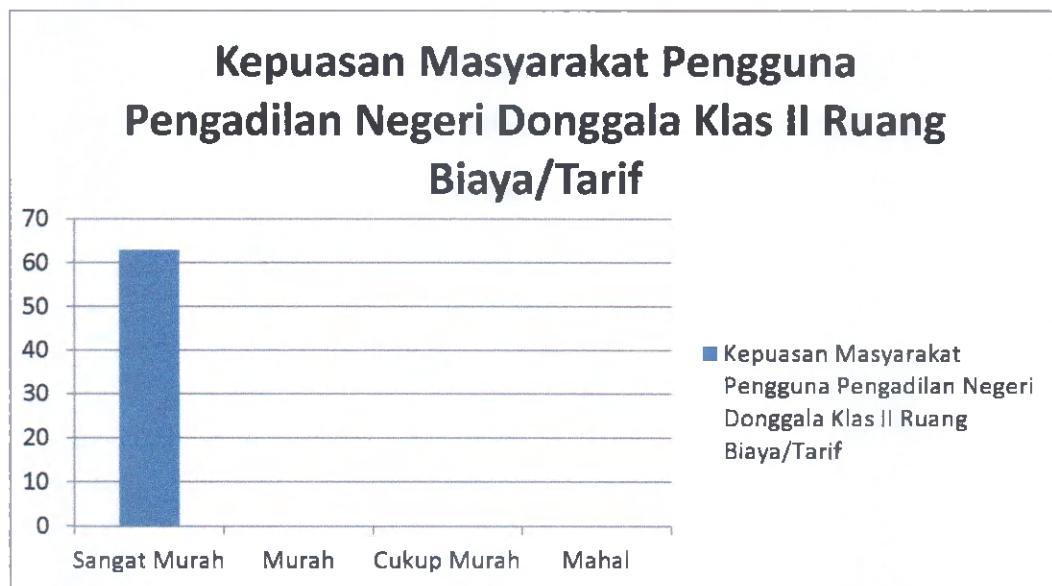 Kepuasan Masyarakat Pengguna
Pengadilan Negeri Donggala Klas II Ruang
Biaya/Tarif
70
60
50
40
30
20
10
0
Sangat Murah Murah Cukup Murah Mahal
Kepuasan Masyarakat
Pengguna Pengadilan Negeri
Donggala Klas II Ruang
Biaya/Tarif